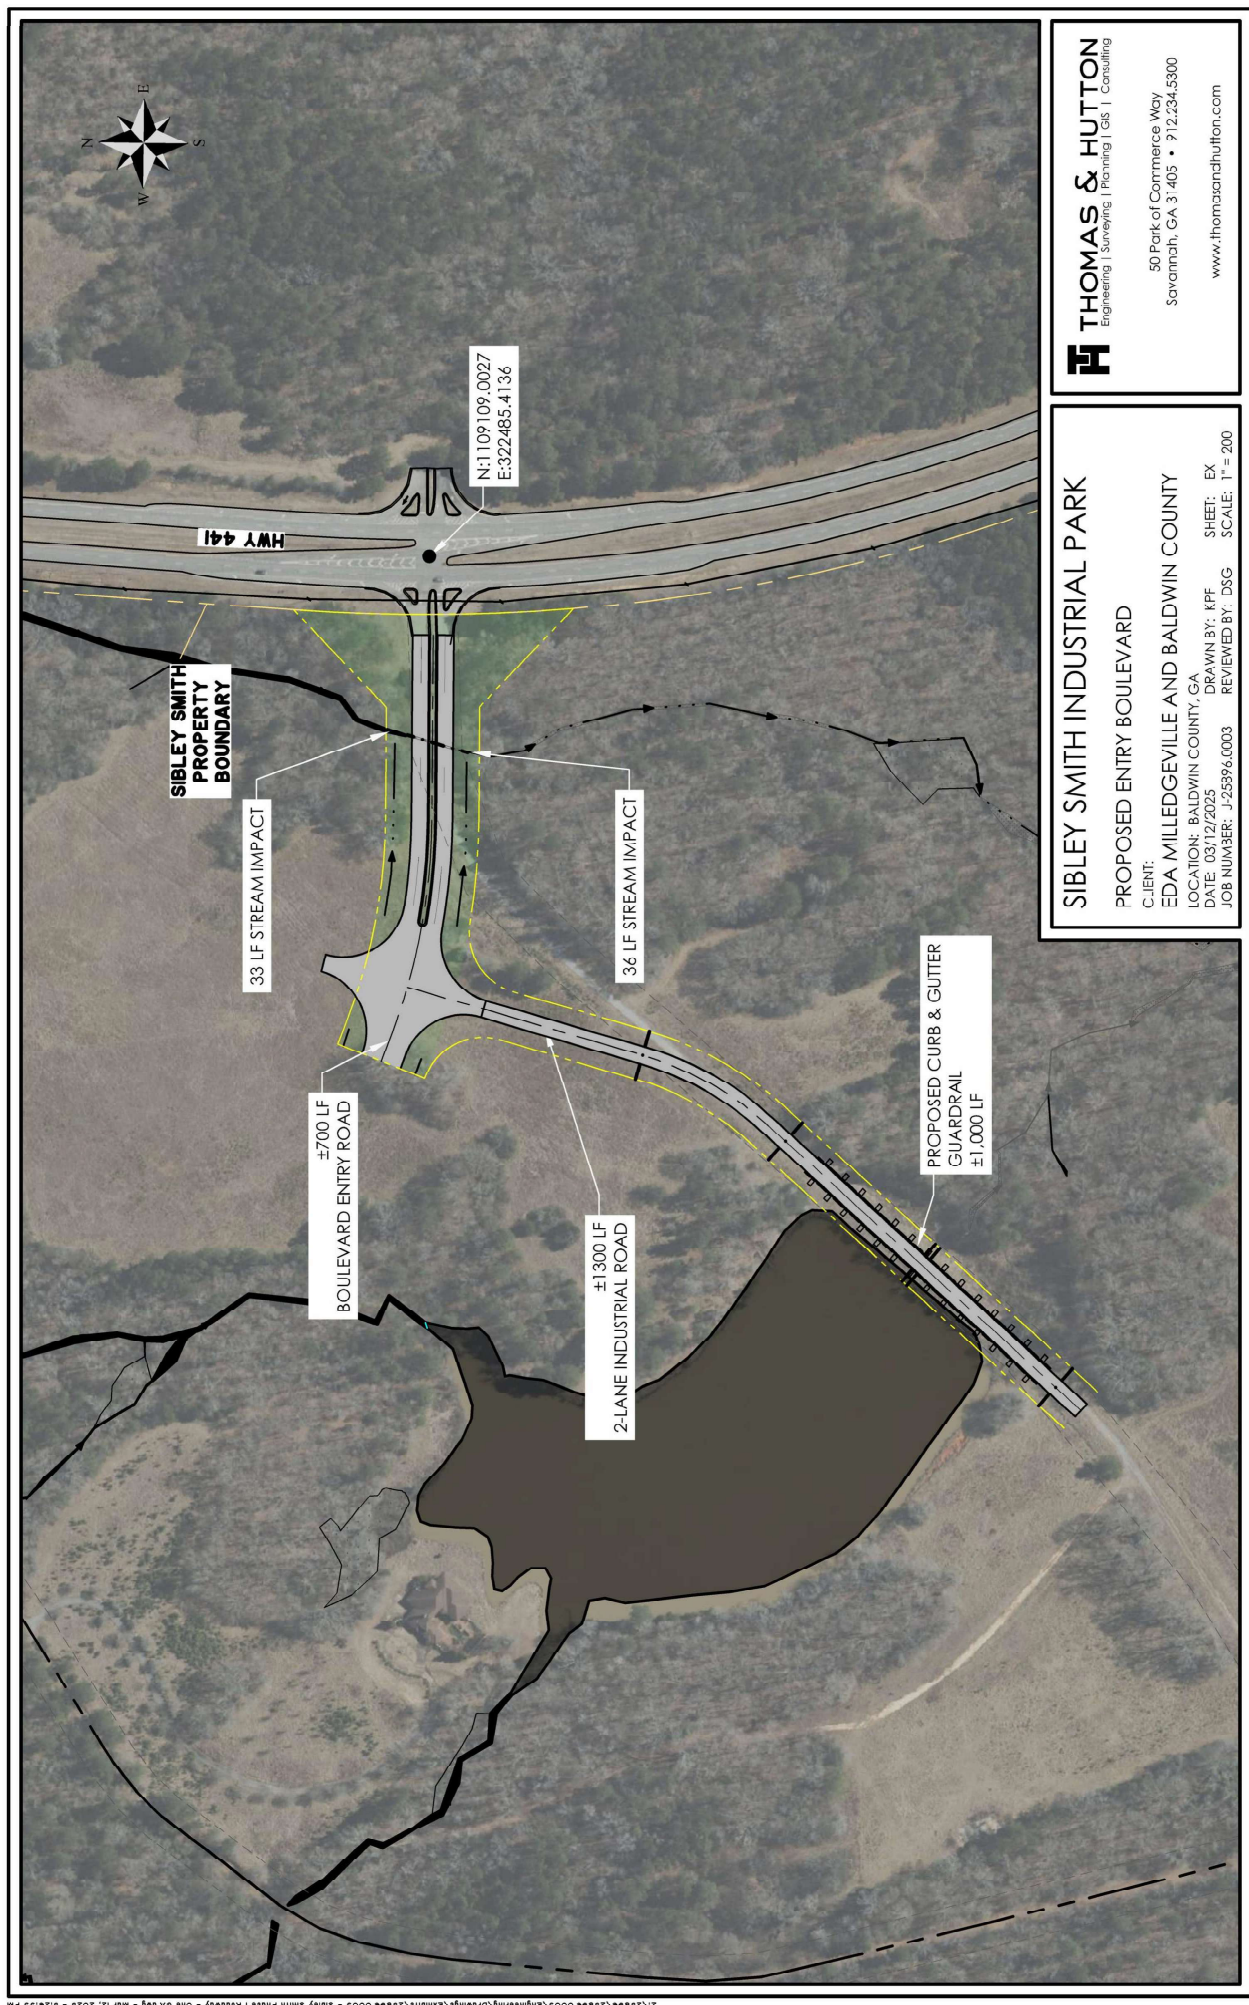 N
W
E
S
HWY 441
SIBLEY SMITH
PROPERTY
BOUNDARY
N:1109109.0027
E:322485.4136
33 LF STREAM IMPACT
36 LF STREAM IMPACT
±700 LF
BOULEVARD ENTRY ROAD
±1300 LF
2-LANE INDUSTRIAL ROAD
PROPOSED CURB & GUTTER
GUARDRAIL
±1,000 LF
SIBLEY SMITH INDUSTRIAL PARK
PROPOSED ENTRY BOULEVARD
CLIENT:
EDA MILLEDGEVILLE AND BALDWIN COUNTY
LOCATION: BALDWIN COUNTY, GA
DATE: 03/12/2025 DRAWN BY: KPF SHEET: EX
JOB NUMBER: J-25896.0003 REVIEWED BY: DSG SCALE: 1" = 200
TH THOMAS & HUTTON
Engineering | Surveying | Planning | GIS | Consulting
50 Park of Commerce Way
Savannah, GA 31405 • 912.234.5300
www.thomasandhutton.com